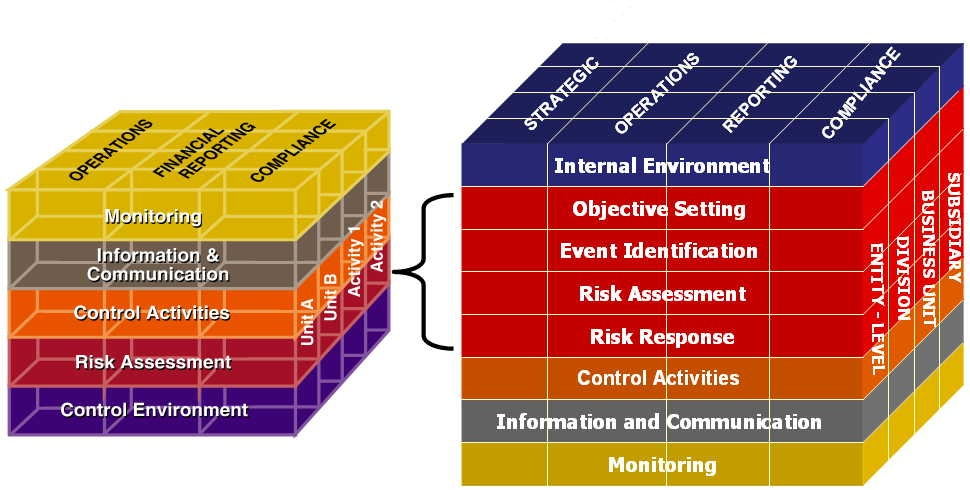 OPERATIONS
FINANCIAL
REPORTING
COMPLIANCE
Monitoring
Information &
Communication
Control Activities
Risk Assessment
Control Environment
Unit A
Unit B
Activity 1
Activity 2
STRATEGIC
OPERATIONS
REPORTING
COMPLIANCE
Internal Environment
Objective Setting
Event Identification
Risk Assessment
Risk Response
Control Activities
Information and Communication
Monitoring
ENTITY - LEVEL
DIVISION
BUSINESS UNIT
SUBSIDIARY